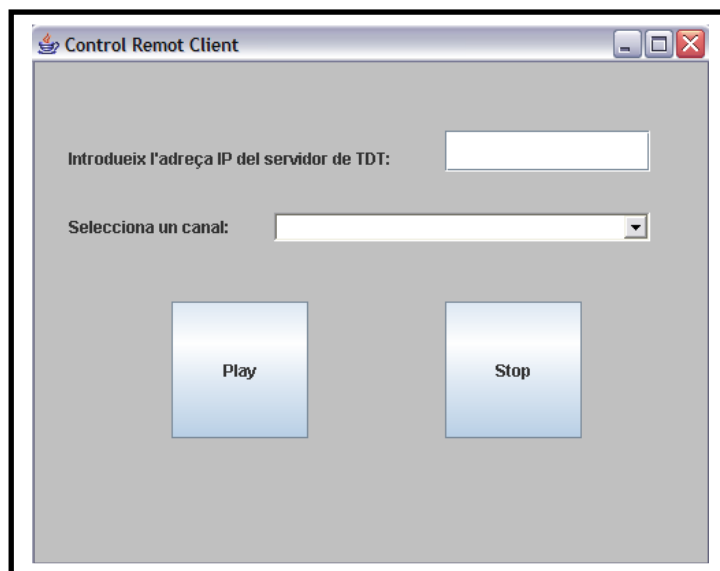 Control Remot Client
Introdueix l'adreça IP del servidor de TDT:
Selecciona un canal:
Play
Stop